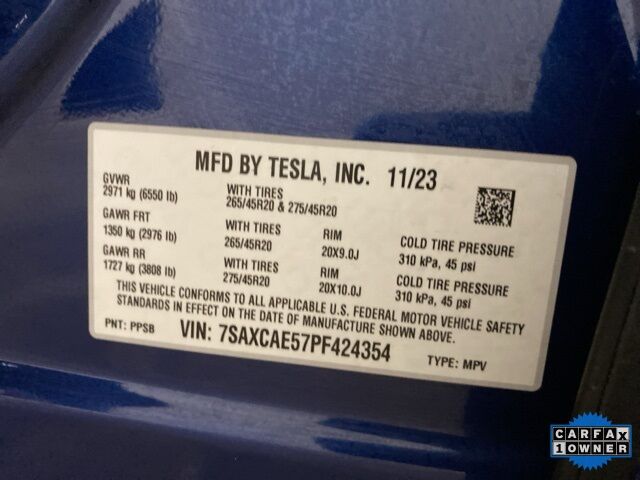 MFD BY TESLA, INC. 11/23
GVWR
2971 kg (6550 lb)
WITH TIRES
265/45R20 & 275/45R20
GAWR FRT
1350 kg (2976 lb)
WITH TIRES
265/45R20
RIM
20X9.0J
COLD TIRE PRESSURE
310 kPa, 45 psi
GAWR RR
1727 kg (3808 lb)
WITH TIRES
275/45R20
RIM
20X10.0J
COLD TIRE PRESSURE
310 kPa, 45 psi
THIS VEHICLE CONFORMS TO ALL APPLICABLE U.S. FEDERAL MOTOR VEHICLE SAFETY
STANDARDS IN EFFECT ON THE DATE OF MANUFACTURE SHOWN ABOVE.
PNT: PPSB
VIN: 7SAXCAE57PF424354
TYPE: MPV
CARFAX
1 OWNER